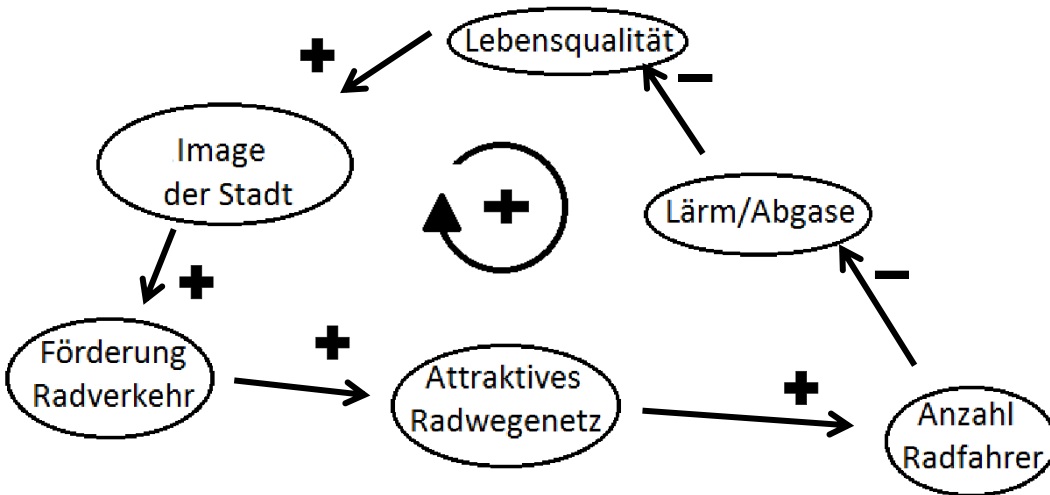 Lebensqualität
+
−
Image
der Stadt
+
Lärm/Abgase
+
−
Förderung
Radverkehr
+
Attraktives
Radwegenetz
+
Anzahl
Radfahrer